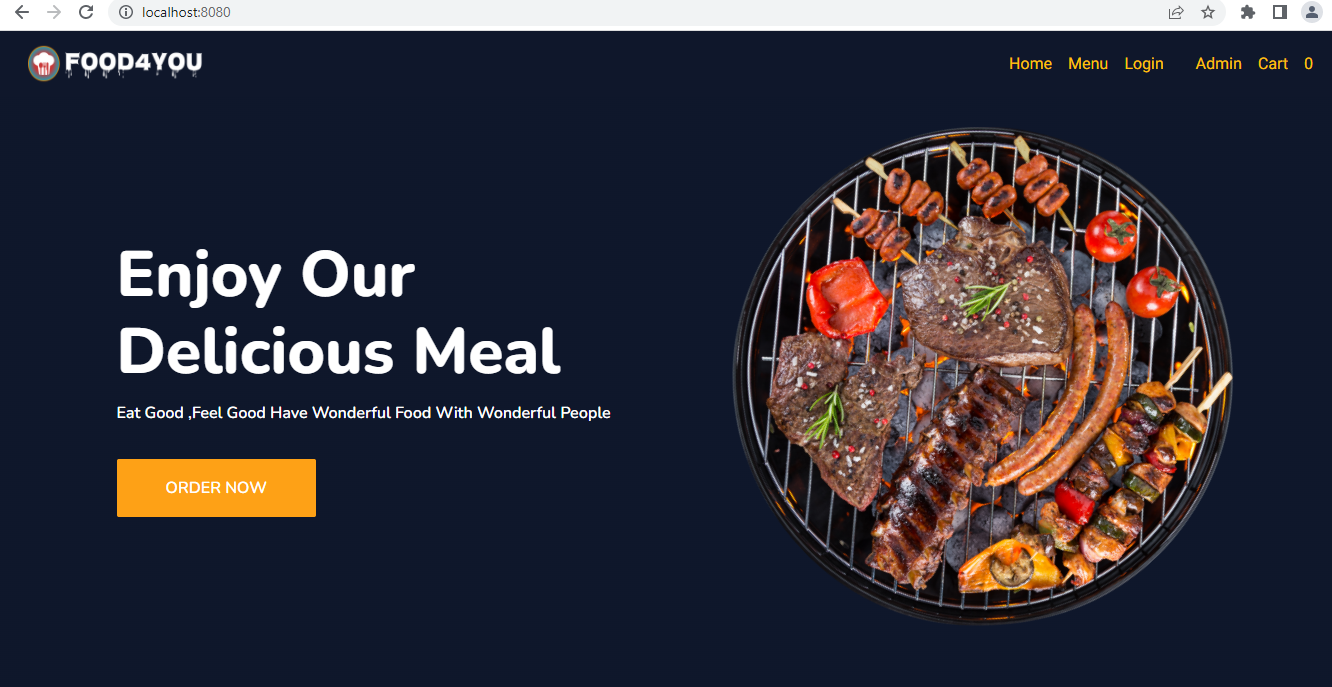 localhost:8080
FOOD4YOU
Home Menu Login Admin Cart 0
Enjoy Our
Delicious Meal
Eat Good ,Feel Good Have Wonderful Food With Wonderful People
ORDER NOW